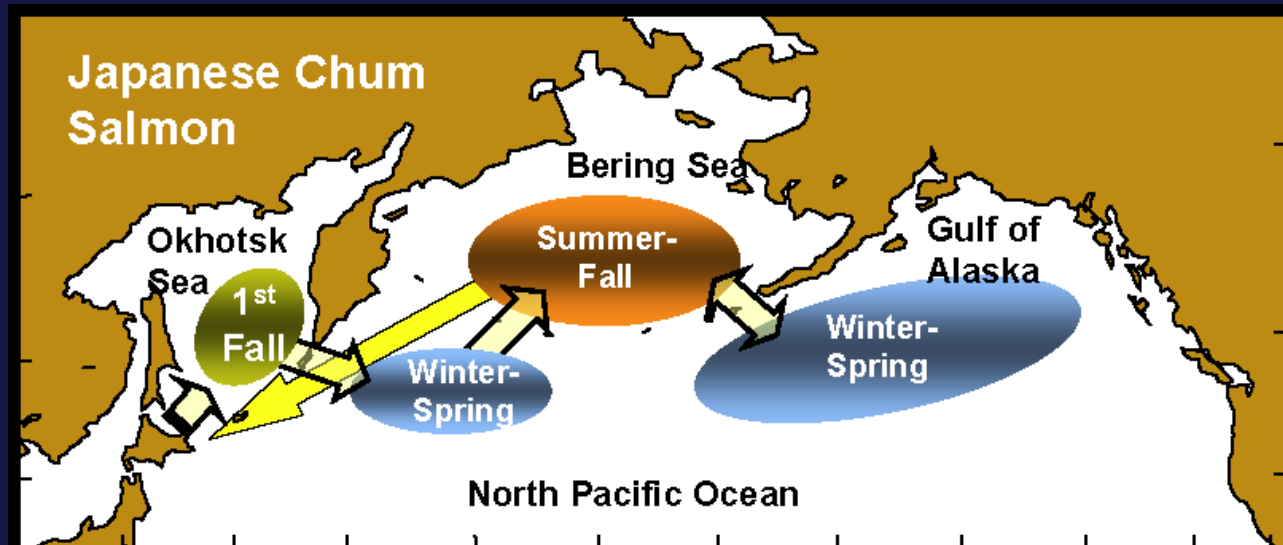 Japanese Chum
Salmon
Bering Sea
Okhotsk
Sea
1st
Fall
Summer-
Fall
Gulf of
Alaska
Winter-
Spring
Winter-
Spring
North Pacific Ocean